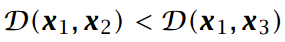 𝒟(𝒙₁, 𝒙₂) < 𝒟(𝒙₁, 𝒙₃)